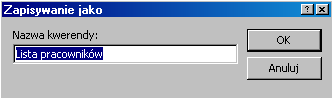 Zapisywanie jako
Nazwa kwerendy:
Lista pracowników
OK
Anuluj